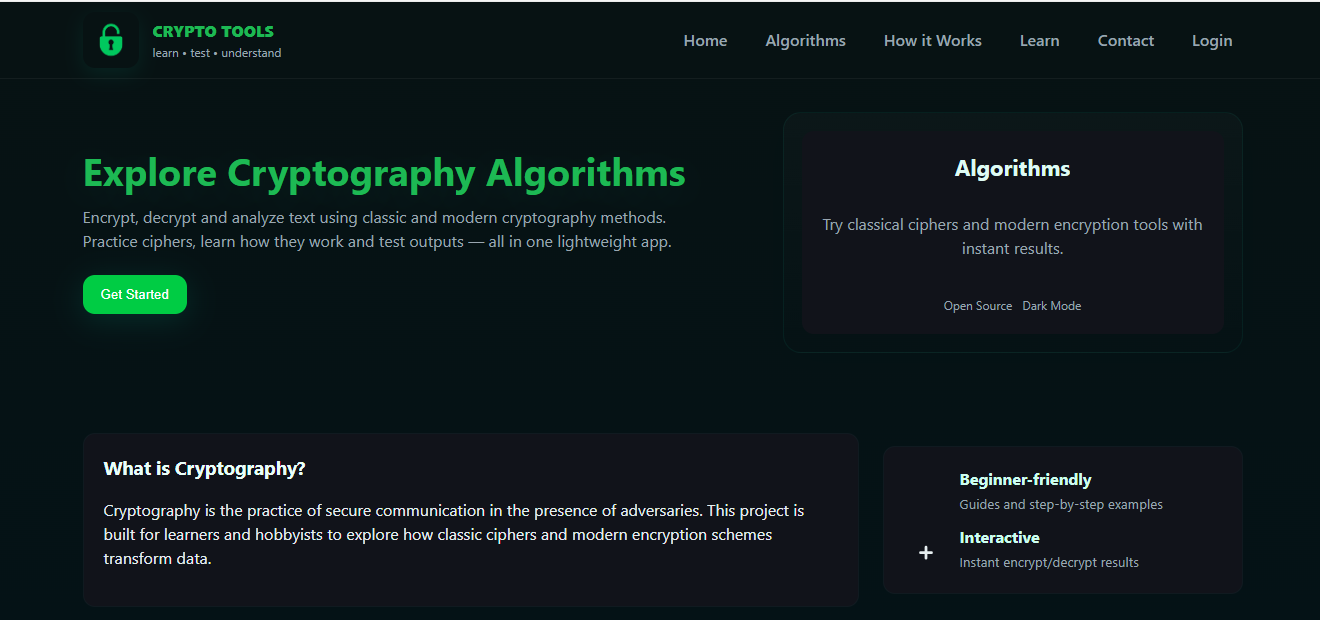 CRYPTO TOOLS
learn • test • understand
Home Algorithms How it Works Learn Contact Login
Explore Cryptography Algorithms
Encrypt, decrypt and analyze text using classic and modern cryptography methods.
Practice ciphers, learn how they work and test outputs — all in one lightweight app.
Get Started
Algorithms
Try classical ciphers and modern encryption tools with
instant results.
Open Source Dark Mode
What is Cryptography?
Cryptography is the practice of secure communication in the presence of adversaries. This project is
built for learners and hobbyists to explore how classic ciphers and modern encryption schemes
transform data.
Beginner-friendly
Guides and step-by-step examples
Interactive
+
Instant encrypt/decrypt results